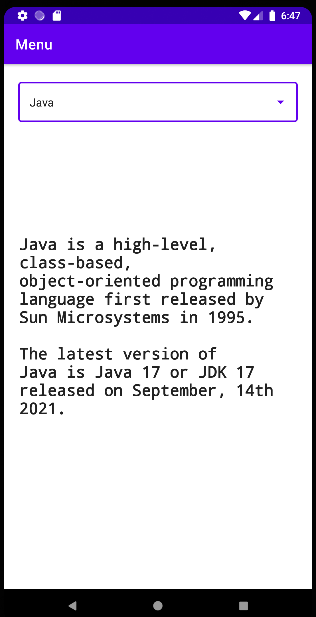 6:47
Menu
Java
Java is a high-level,
class-based,
object-oriented programming
language first released by
Sun Microsystems in 1995.
The latest version of
Java is Java 17 or JDK 17
released on September, 14th
2021.